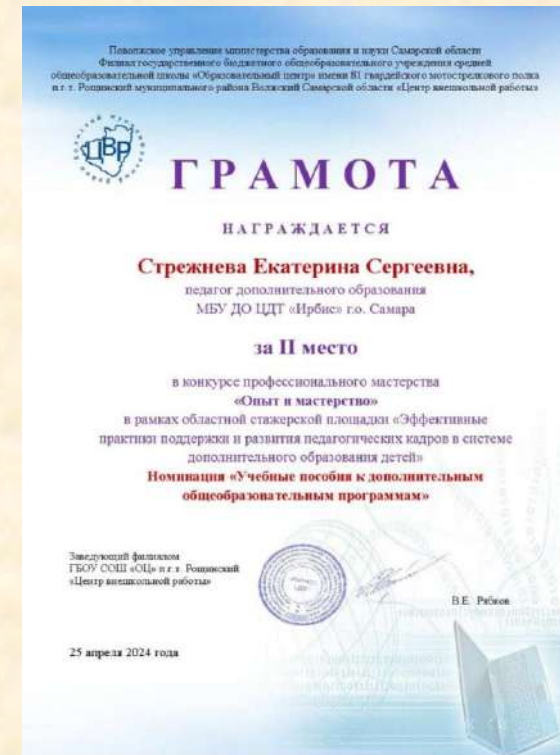 Поволжское управление министерства образования и науки Самарской области
Филиал государственного бюджетного общеобразовательного учреждения средней
общеобразовательной школы «Образовательный центр» имени 81 гвардейского мотострелкового полка
п.г.т. Рощинский муниципального района Волжский Самарской области «Центр внешкольной работы»
ЦВР
ГРАМОТА
НАГРАЖДАЕТСЯ
Стрежнева Екатерина Сергеевна,
педагог дополнительного образования
МБУ ДО ЦДТ «Ирбис» г.о. Самара
за II место
в конкурсе профессионального мастерства
«Опыт и мастерство»
в рамках областной стажерской площадки «Эффективные
практики поддержки и развития педагогических кадров в системе
дополнительного образования детей»
Номинация «Учебные пособия к дополнительным
общеобразовательным программам»
Заведующий филиалом
ГБОУ СОШ «ОЦ» п.г.т. Рощинский
«Центр внешкольной работы»
В.Е. Рябков
25 апреля 2024 года